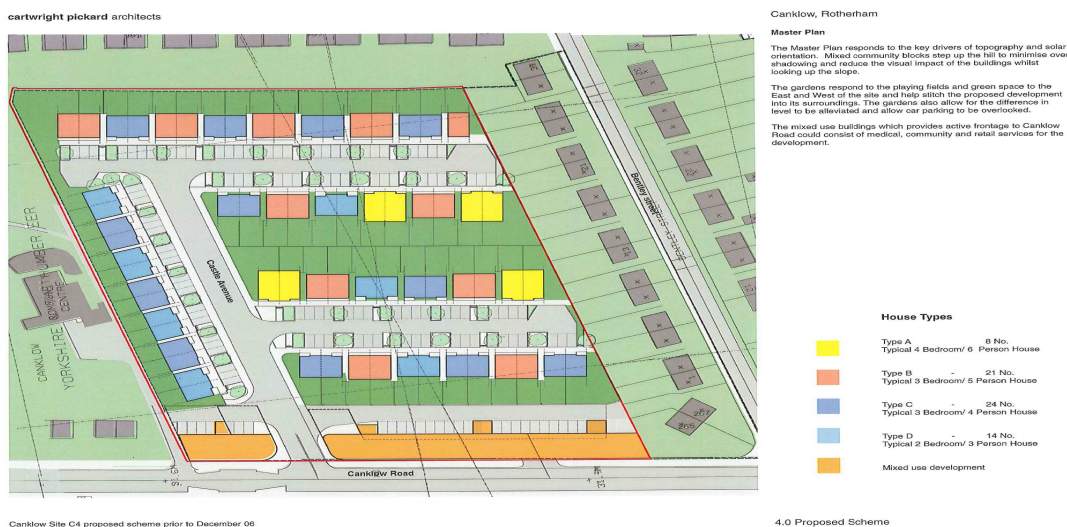 cartwright pickard architects
Canklow, Rotherham
Master Plan
The Master Plan responds to the key drivers of topography and solar
orientation. Mixed community blocks step up the hill to minimise over
shadowing and reduce the visual impact of the buildings whilst
looking up the slope.
The gardens respond to the playing fields and green space to the
East and West of the site and help stitch the proposed development
into its surroundings. The gardens also allow for the difference in
level to be alleviated and allow car parking to be overlooked.
The mixed use buildings which provides active frontage to Canklow
Road could consist of medical, community and retail services for the
development.
Bentley street
BENTLEY STREET
Castle Avenue
CANKLOW
YORKSHIRE
CENTRE
267
265
Canklow Road
House Types
Type A 8 No.
Typical 4 Bedroom/ 6 Person House
Type B - 21 No.
Typical 3 Bedroom/ 5 Person House
Type C - 24 No.
Typical 3 Bedroom/ 4 Person House
Type D - 14 No.
Typical 2 Bedroom/ 3 Person House
Mixed use development
Canklow Site C4 proposed scheme prior to December 06
4.0 Proposed Scheme